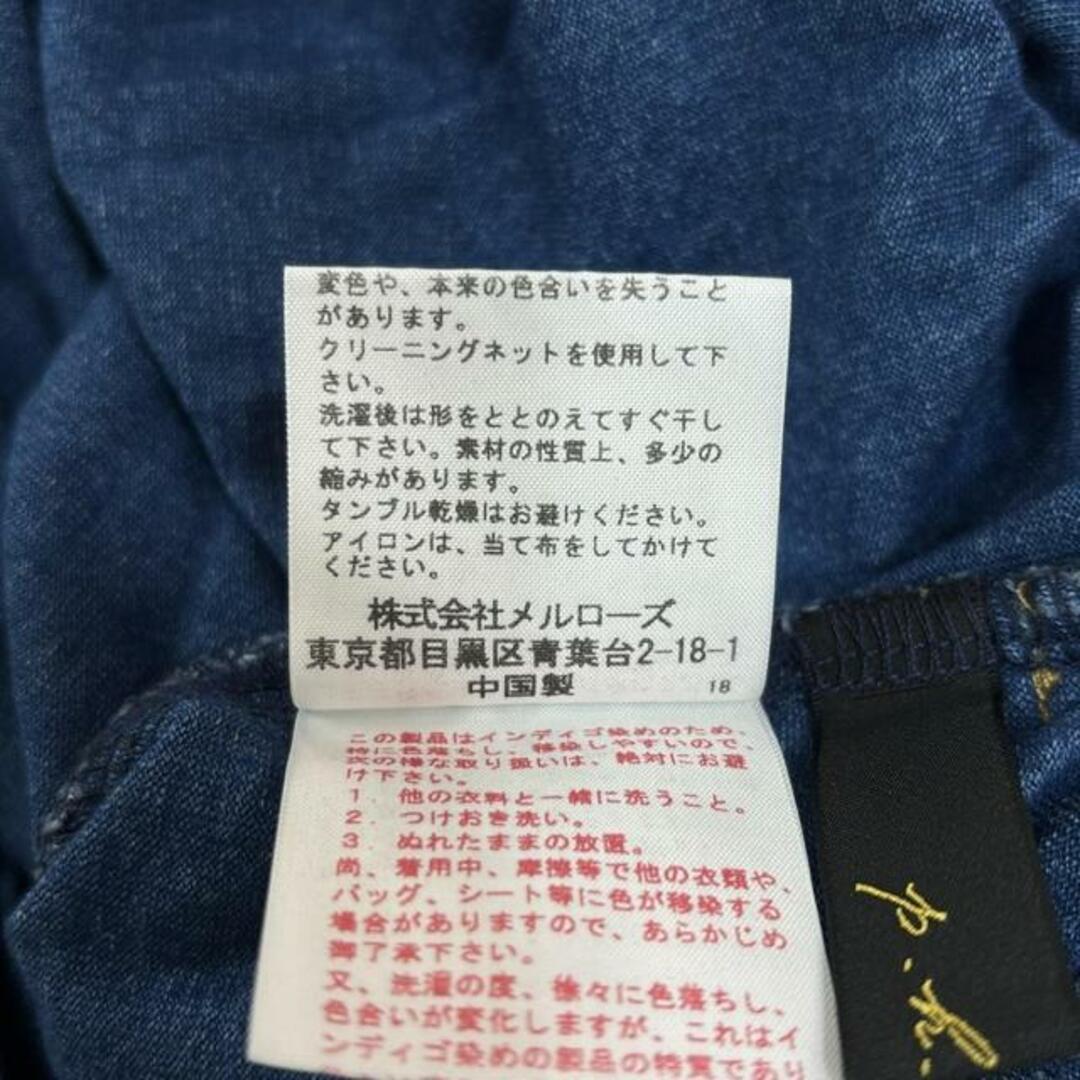 変色や、本来の色合いを失うこと
があります。
クリーニングネットを使用して下
さい。
洗濯後は形をととのえてすぐ干し
て下さい。素材の性質上、多少の
縮みがあります。
タンブル乾燥はお避けください。
アイロンは、当て布をしてかけて
ください。
株式会社メルローズ
東京都目黒区青葉台2-18-1
中国製 18
この製品はインディゴ染めのため、
特に色落ちし、移染しやすいので、
次の様な取り扱いは、絶対にお避
け下さい。
1．他の衣料と一緒に洗うこと。
2．つけおき洗い。
3．ぬれたままの放置。
尚、着用中、摩擦等で他の衣類や、
バッグ、シート等に色が移染する
場合がありますので、あらかじめ
御了承下さい。
又、洗濯の度、徐々に色落ちし、
色合いが変化しますが、これはイ
ンディゴ染めの製品の特質であり